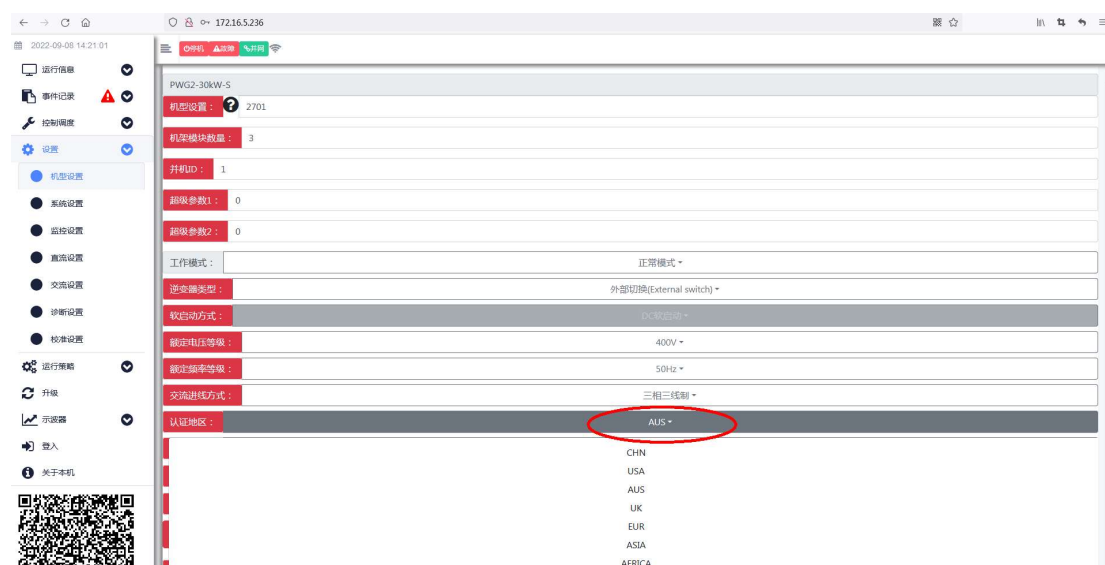 172.16.5.236
2022-09-08 14:21:01
停机 故障 并网
运行信息
事件记录
控制调度
设置
机型设置
系统设置
监控设置
直流设置
交流设置
诊断设置
校准设置
运行策略
升级
示波器
登入
关于本机
PWG2-30kW-S
机型设置： ? 2701
机架模块数量： 3
并机ID： 1
超级参数1： 0
超级参数2： 0
工作模式： 正常模式
逆变器类型： 外部切换(External switch)
软启动方式： DC软启动
额定电压等级： 400V
额定频率等级： 50Hz
交流进线方式： 三相三线制
认证地区： AUS
CHN
USA
AUS
UK
EUR
ASIA
AFRICA